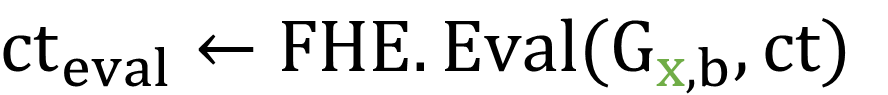 ct_eval ← FHE. Eval(G_x,b, ct)